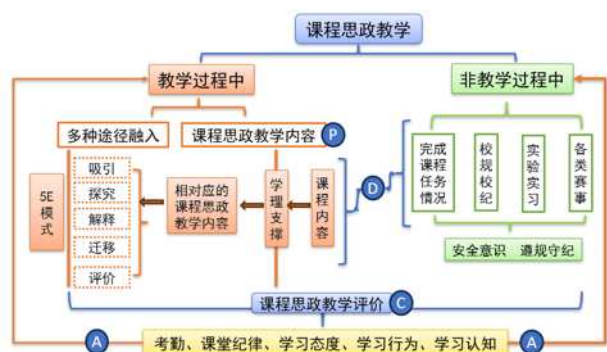 课程思政教学
教学过程中
非教学过程中
多种途径融入
课程思政教学内容
P
5E
模式
吸引
探究
解释
迁移
评价
相对应的
课程思政
教学内容
学理支撑
课程内容
D
完成
课程
任务
情况
校规校纪
实验实习
各类赛事
安全意识 遵规守纪
课程思政教学评价
C
A
考勤、课堂纪律、学习态度、学习行为、学习认知
A